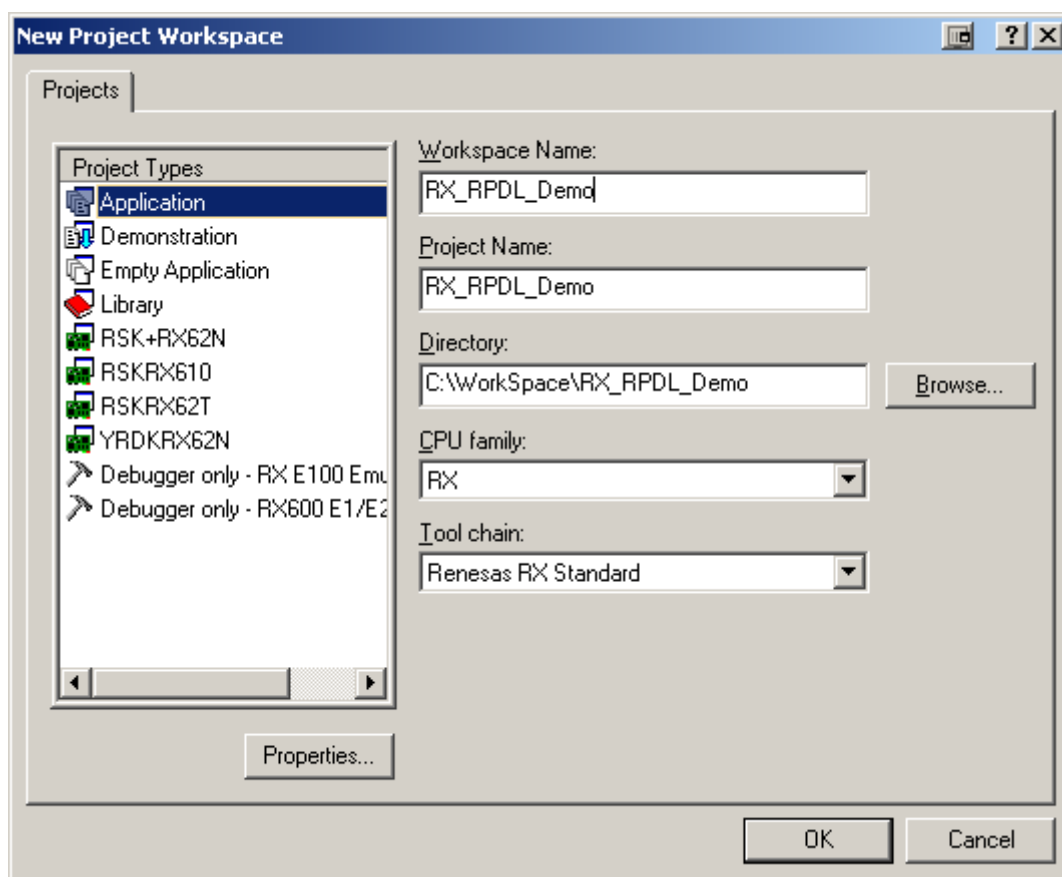 New Project Workspace
Projects
Project Types
Application
Demonstration
Empty Application
Library
RSK+RX62N
RSKRX610
RSKRX62T
YRDKRX62N
Debugger only - RX E100 Emu
Debugger only - RX600 E1/E2
Workspace Name:
RX_RPDL_Demo
Project Name:
RX_RPDL_Demo
Directory:
C:\WorkSpace\RX_RPDL_Demo
Browse...
CPU family:
RX
Tool chain:
Renesas RX Standard
Properties...
OK
Cancel